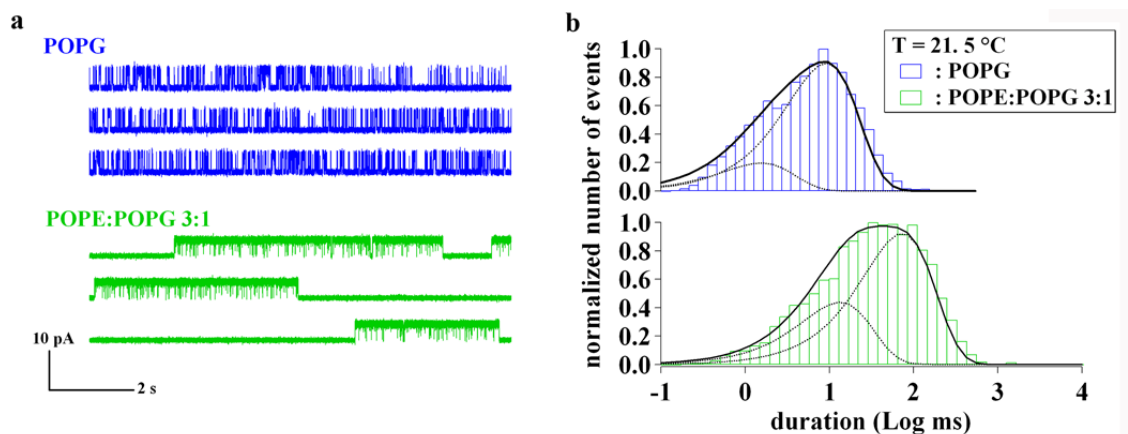 a
POPG
POPE:POPG 3:1
10 pA
2 s
b
T = 21. 5 °C
: POPG
: POPE:POPG 3:1
normalized number of events
1.0
0.8
0.6
0.4
0.2
0.0
1.0
0.8
0.6
0.4
0.2
0.0
-1 0 1 2 3 4
duration (Log ms)